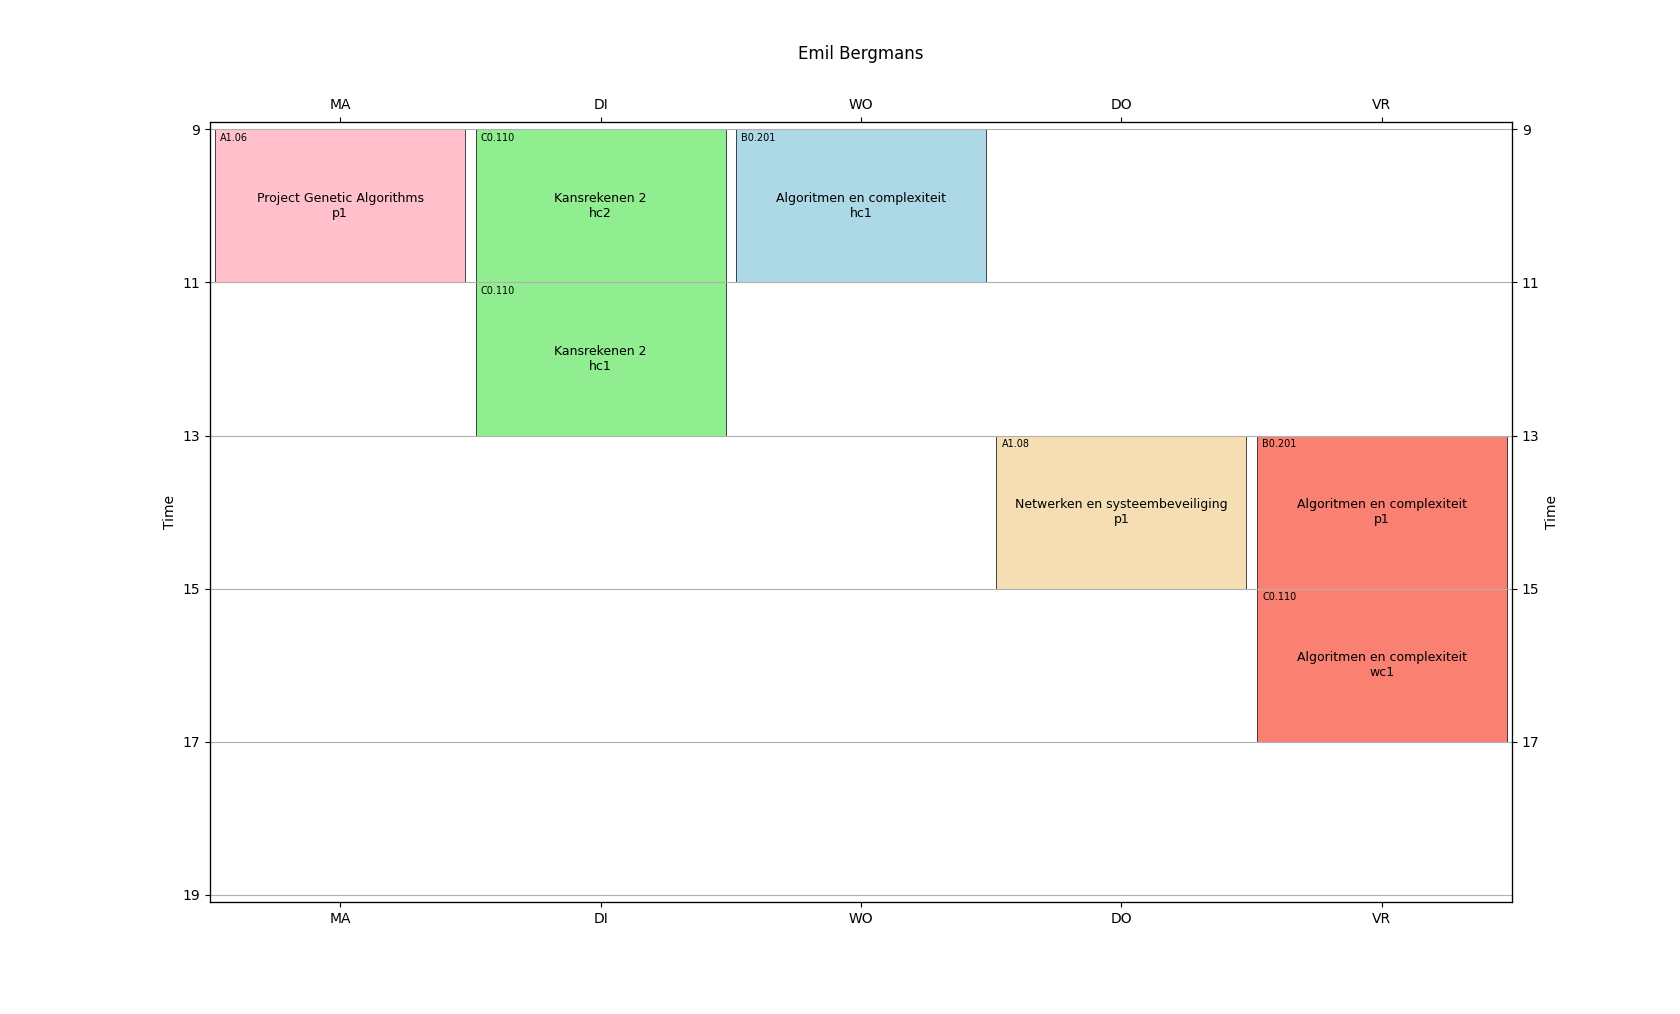 Emil Bergmans
MA DI WO DO VR
9 9
A1.06 C0.110 B0.201
Project Genetic Algorithms Kansrekenen 2 Algoritmen en complexiteit
p1 hc2 hc1
11 11
C0.110
Kansrekenen 2
hc1
13 13
A1.08 B0.201
Time Time
Netwerken en systeembeveiliging Algoritmen en complexiteit
p1 p1
15 15
C0.110
Algoritmen en complexiteit
wc1
17 17
19
MA DI WO DO VR